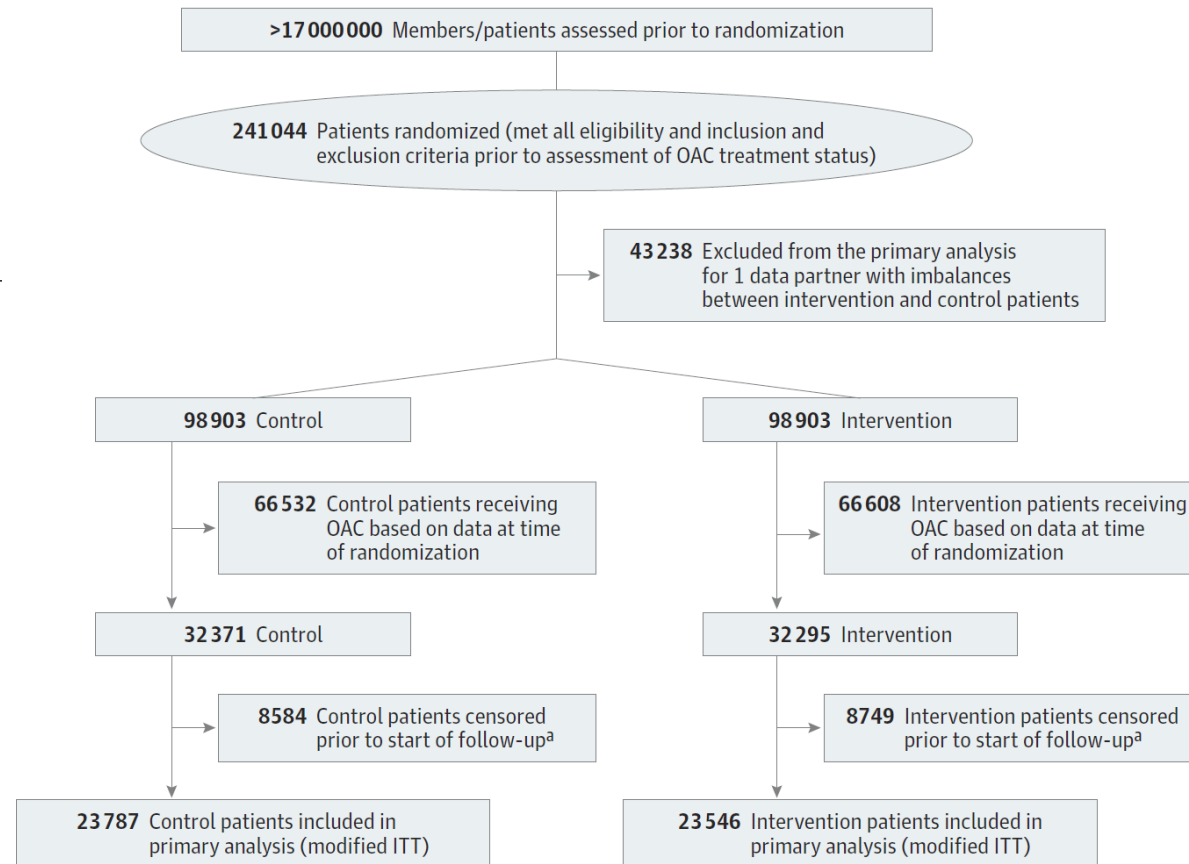 >17 000 000 Members/patients assessed prior to randomization
241 044 Patients randomized (met all eligibility and inclusion and
exclusion criteria prior to assessment of OAC treatment status)
43 238 Excluded from the primary analysis
for 1 data partner with imbalances
between intervention and control patients
98 903 Control
98 903 Intervention
66 532 Control patients receiving
OAC based on data at time
of randomization
66 608 Intervention patients receiving
OAC based on data at time
of randomization
32 371 Control
32 295 Intervention
8584 Control patients censored
prior to start of follow-upᵃ
8749 Intervention patients censored
prior to start of follow-upᵃ
23 787 Control patients included in
primary analysis (modified ITT)
23 546 Intervention patients included in
primary analysis (modified ITT)